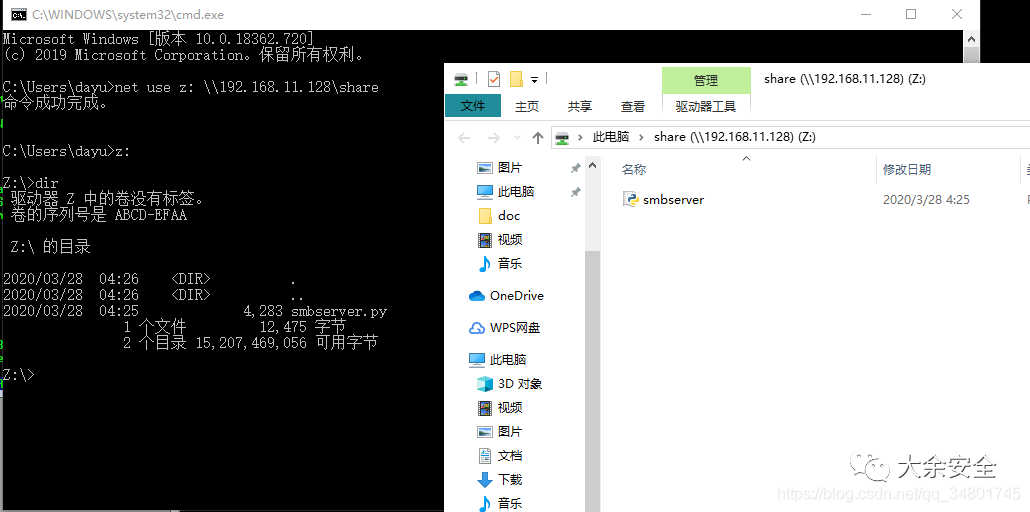 C:\WINDOWS\system32\cmd.exe
Microsoft Windows [版本 10.0.18362.720]
(c) 2019 Microsoft Corporation。保留所有权利。
C:\Users\dayu>net use z: \\192.168.11.128\share
命令成功完成。
C:\Users\dayu>z:
Z:\>dir
驱动器 Z 中的卷没有标签。
卷的序列号是 ABCD-EFAA
Z:\ 的目录
2020/03/28  04:26    <DIR>          .
2020/03/28  04:26    <DIR>          ..
2020/03/28  04:25             4,283 smbserver.py
1 个文件         12,475 字节
2 个目录 15,207,469,056 可用字节
Z:\>
管理
share (\\192.168.11.128) (Z:)
文件
主页
共享
查看
驱动器工具
此电脑 > share (\\192.168.11.128) (Z:)
图片
此电脑
doc
视频
音乐
OneDrive
WPS网盘
此电脑
3D 对象
视频
图片
文档
下载
音乐
名称
修改日期
smbserver
2020/3/28 4:25
大余安全
https://blog.csdn.net/qq_34801745